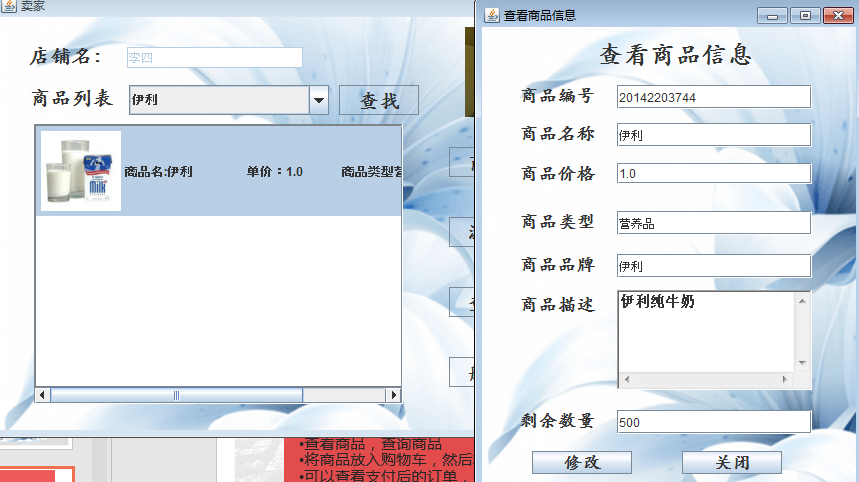 卖家
店铺名：
李四
商品列表
伊利
查找
商品名:伊利 单价：1.0 商品类型营
•查看商品，查询商品
•将商品放入购物车，然后
•可以查看支付后的订单，
查看商品信息
查看商品信息
商品编号 20142203744
商品名称 伊利
商品价格 1.0
商品类型 营养品
商品品牌 伊利
商品描述 伊利纯牛奶
剩余数量 500
修改 关闭